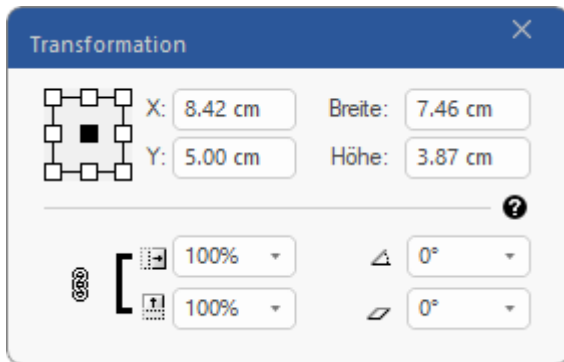 Transformation
X: 8.42 cm Breite: 7.46 cm
Y: 5.00 cm Höhe: 3.87 cm
?
100% 0°
100% 0°